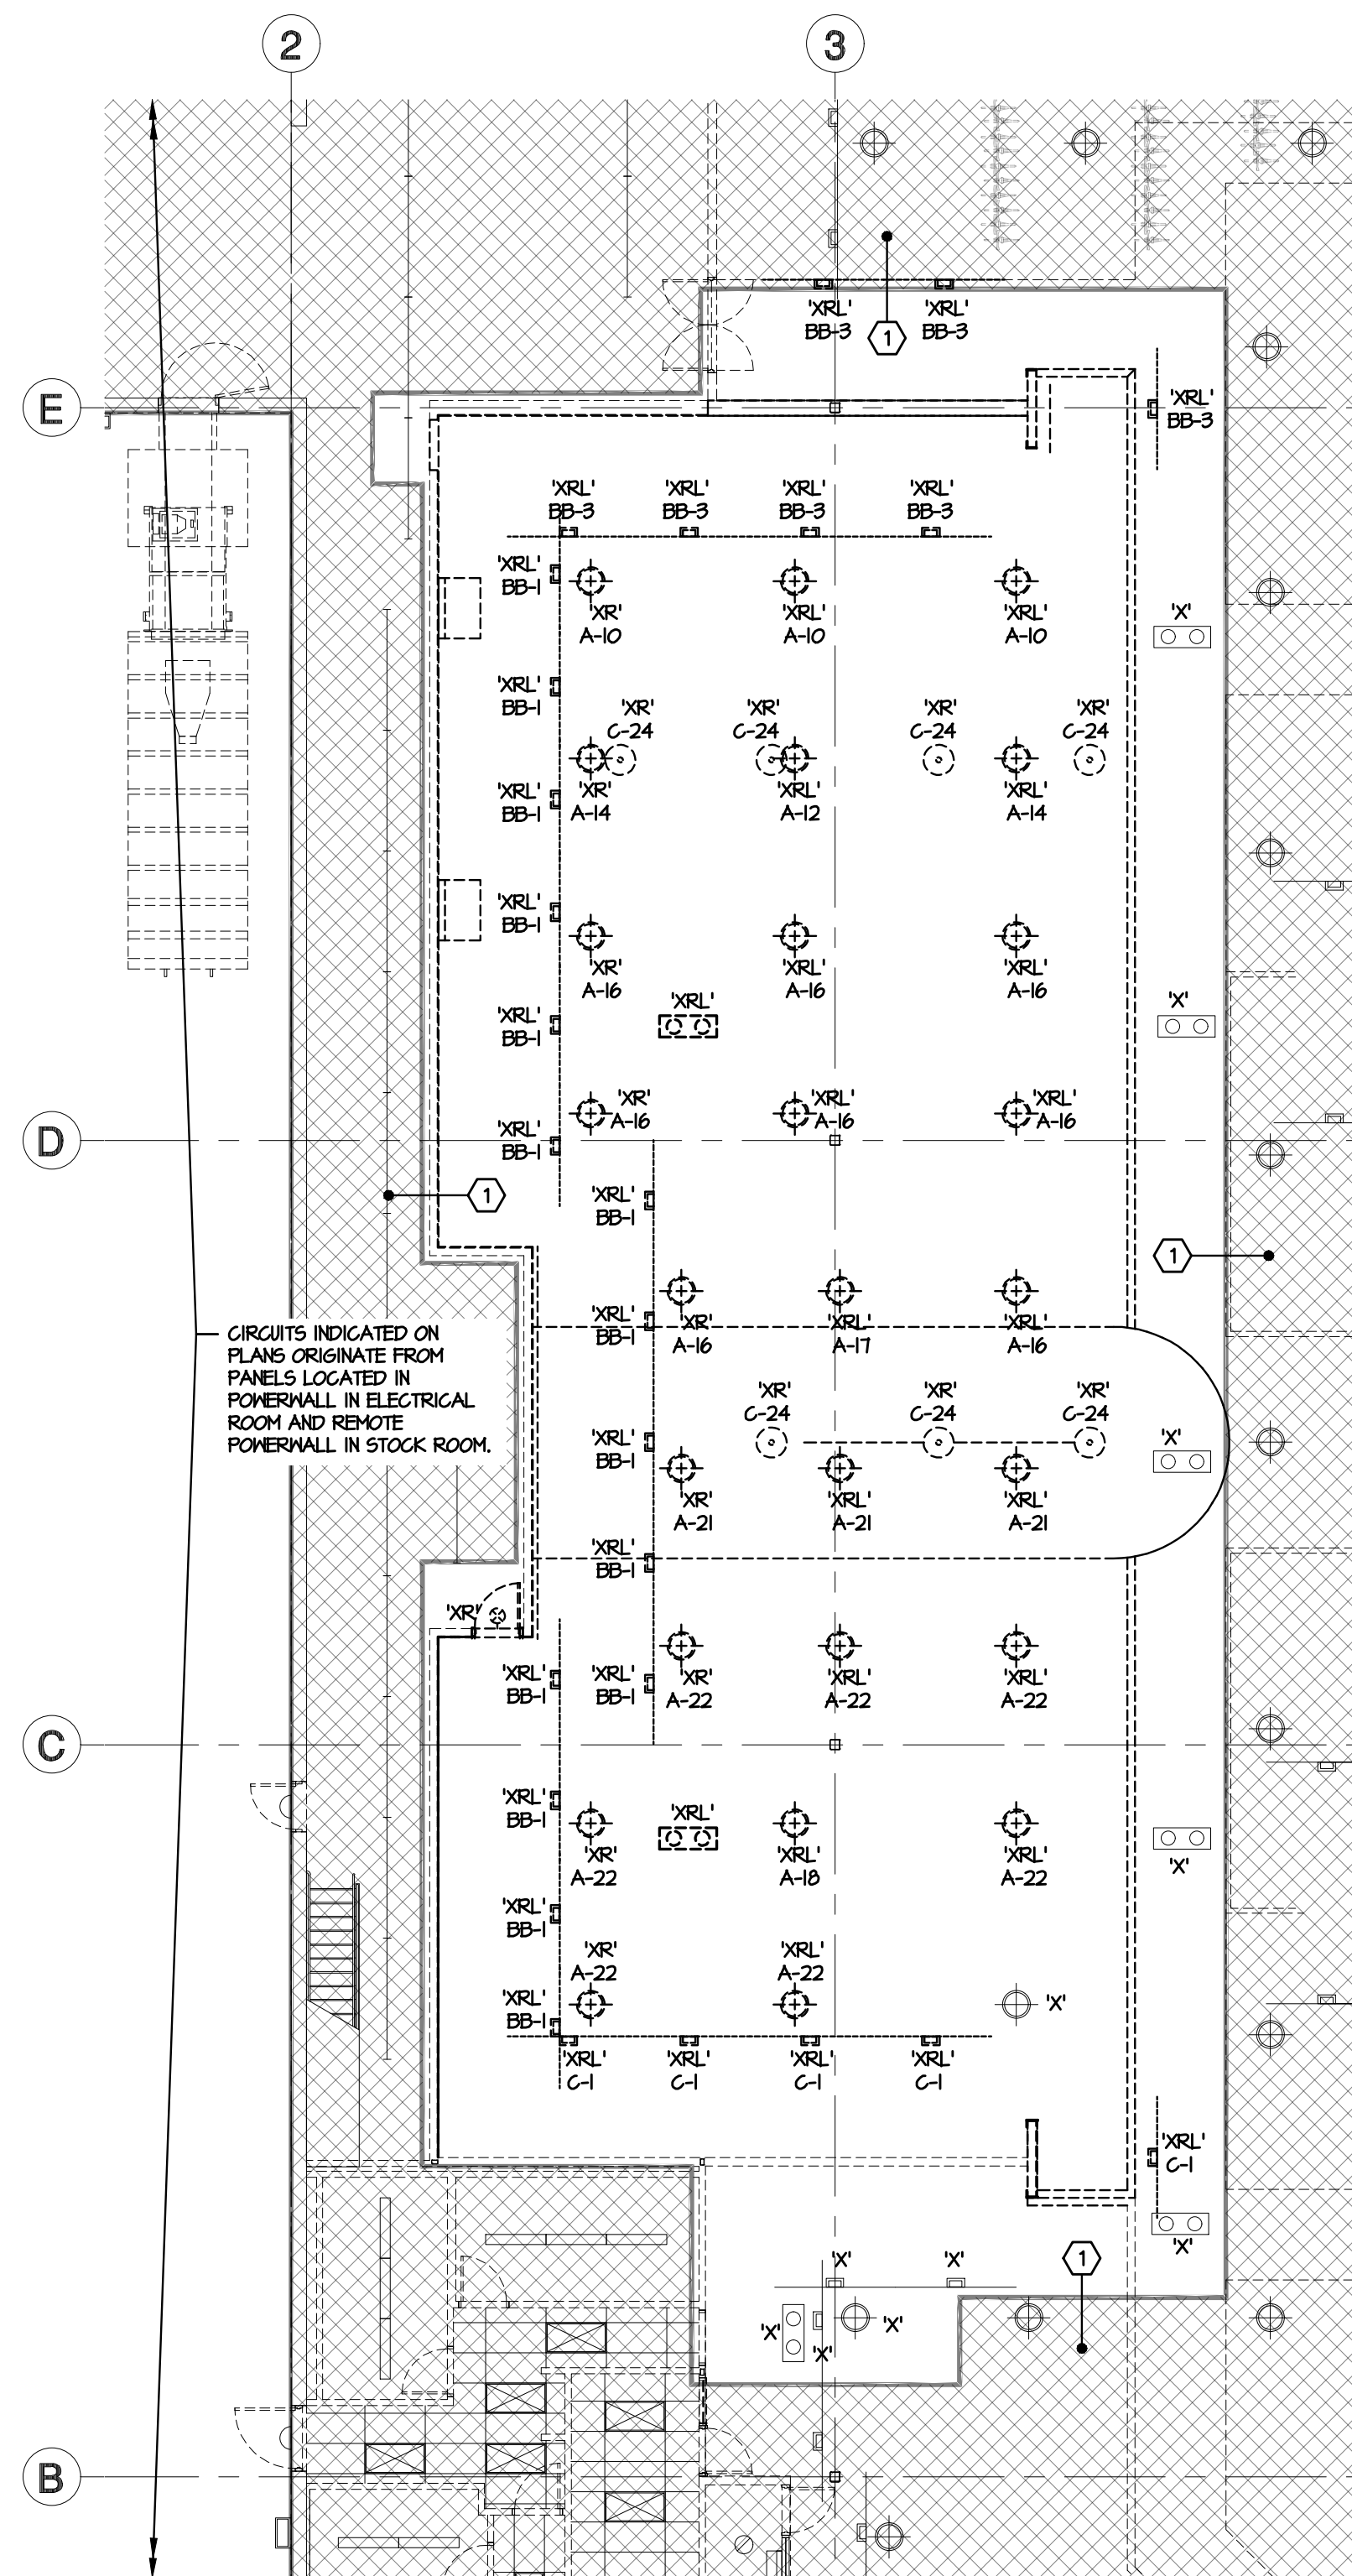 2
3
'XRL' 'XRL'
BB-3 BB-3
1
E
'XRL'
BB-3
'XRL' 'XRL' 'XRL' 'XRL'
BB-3 BB-3 BB-3 BB-3
'XRL'
BB-1
'XR' 'XRL' 'XRL' 'X'
A-10 A-10 A-10
'XRL'
BB-1
'XR' 'XR' 'XR' 'XR'
C-24 C-24 C-24 C-24
'XRL' 'XR' 'XRL' 'XRL'
BB-1 A-14 A-12 A-14
'XRL'
BB-1
'XR' 'XRL' 'XRL'
A-16 A-16 A-16
'XRL' 'X'
'XRL'
BB-1
'XR' 'XRL' 'XRL'
A-16 A-16 A-16
D
'XRL'
BB-1
1
'XRL'
BB-1
1
'XRL' 'XR' 'XRL' 'XRL'
BB-1 A-16 A-17 A-16
CIRCUITS INDICATED ON
PLANS ORIGINATE FROM
PANELS LOCATED IN
POWERWALL IN ELECTRICAL
ROOM AND REMOTE
POWERWALL IN STOCK ROOM.
'XR' 'XR' 'XR'
C-24 C-24 C-24
'XRL' 'X'
BB-1
'XR' 'XRL' 'XRL'
A-21 A-21 A-21
'XRL'
BB-1
'XR'
'XRL' 'XRL' 'XR' 'XRL' 'XRL'
BB-1 BB-1 A-22 A-22 A-22
C
'XRL'
BB-1
'XRL'
'XR' 'XRL' 'XRL' 'X'
A-22 A-18 A-22
'XRL'
BB-1
'XR' 'XRL'
A-22 A-22
'XRL' 'X'
BB-1
'XRL' 'XRL' 'XRL' 'XRL'
C-1 C-1 C-1 C-1
'XRL'
C-1
'X'
'X' 'X' 1
'X' 'X'
'X'
B